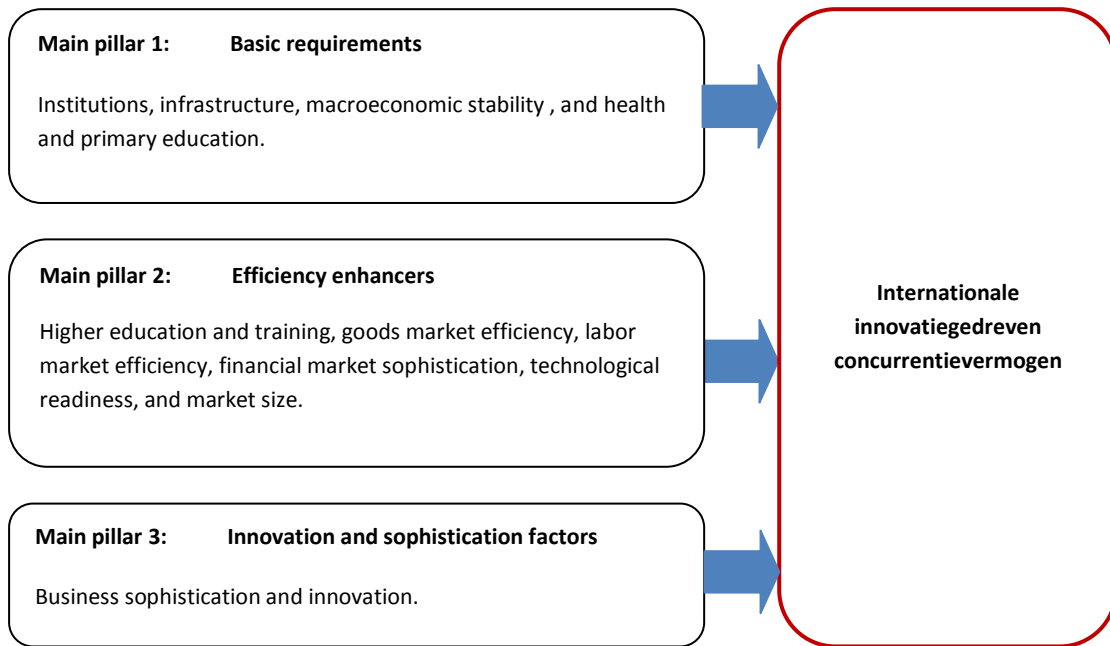 Main pillar 1: Basic requirements
Institutions, infrastructure, macroeconomic stability , and health
and primary education.
Main pillar 2: Efficiency enhancers
Higher education and training, goods market efficiency, labor
market efficiency, financial market sophistication, technological
readiness, and market size.
Main pillar 3: Innovation and sophistication factors
Business sophistication and innovation.
Internationale
innovatiegedreven
concurrentievermogen